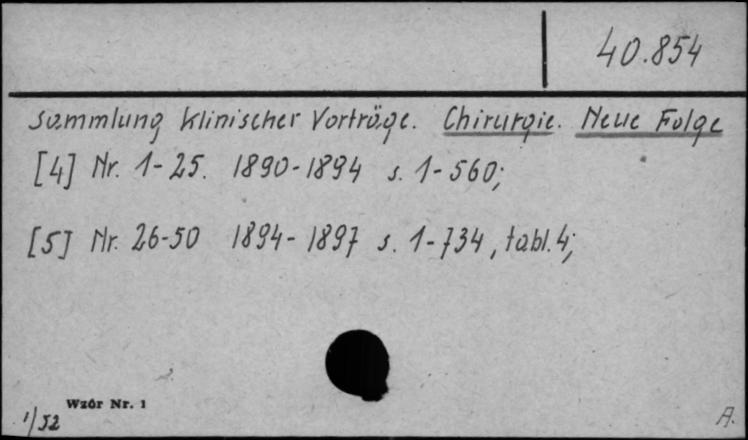 40.854
Sammlung klinischer Vorträge. Chirurgie. Neue Folge
[4] Nr. 1-25. 1890-1894 s. 1-560;
[5] Nr. 26-50 1894-1897 s. 1-734, tabl. 4;
Wzór Nr. 1
1/52
A.